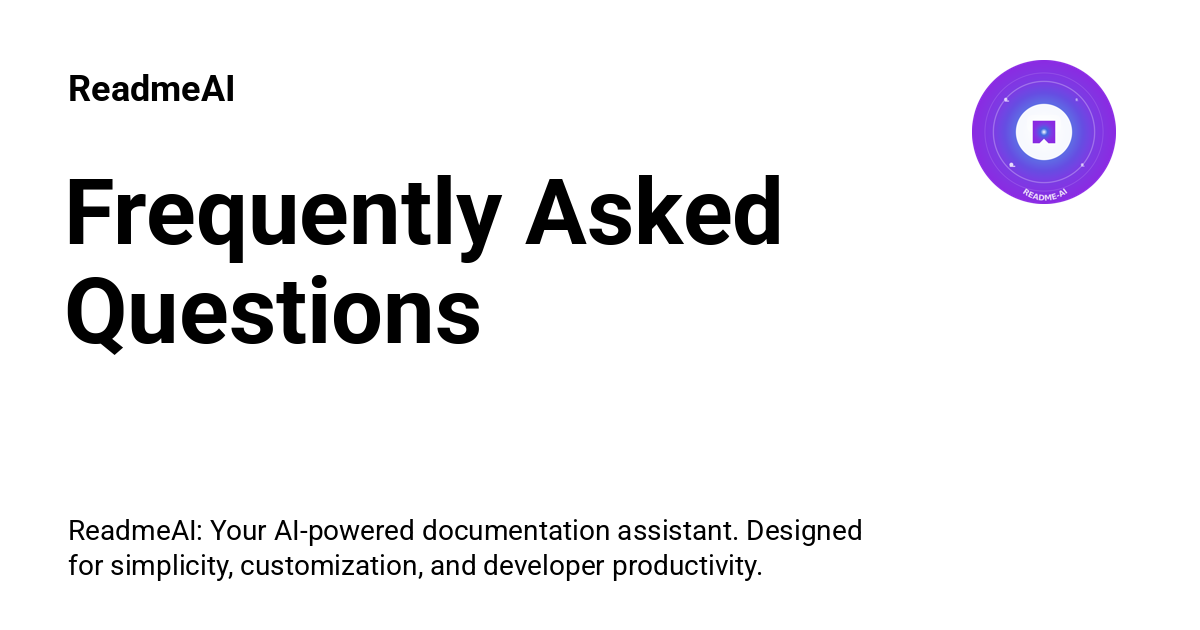 ReadmeAI
README-AI
Frequently Asked
Questions
ReadmeAI: Your AI-powered documentation assistant. Designed
for simplicity, customization, and developer productivity.